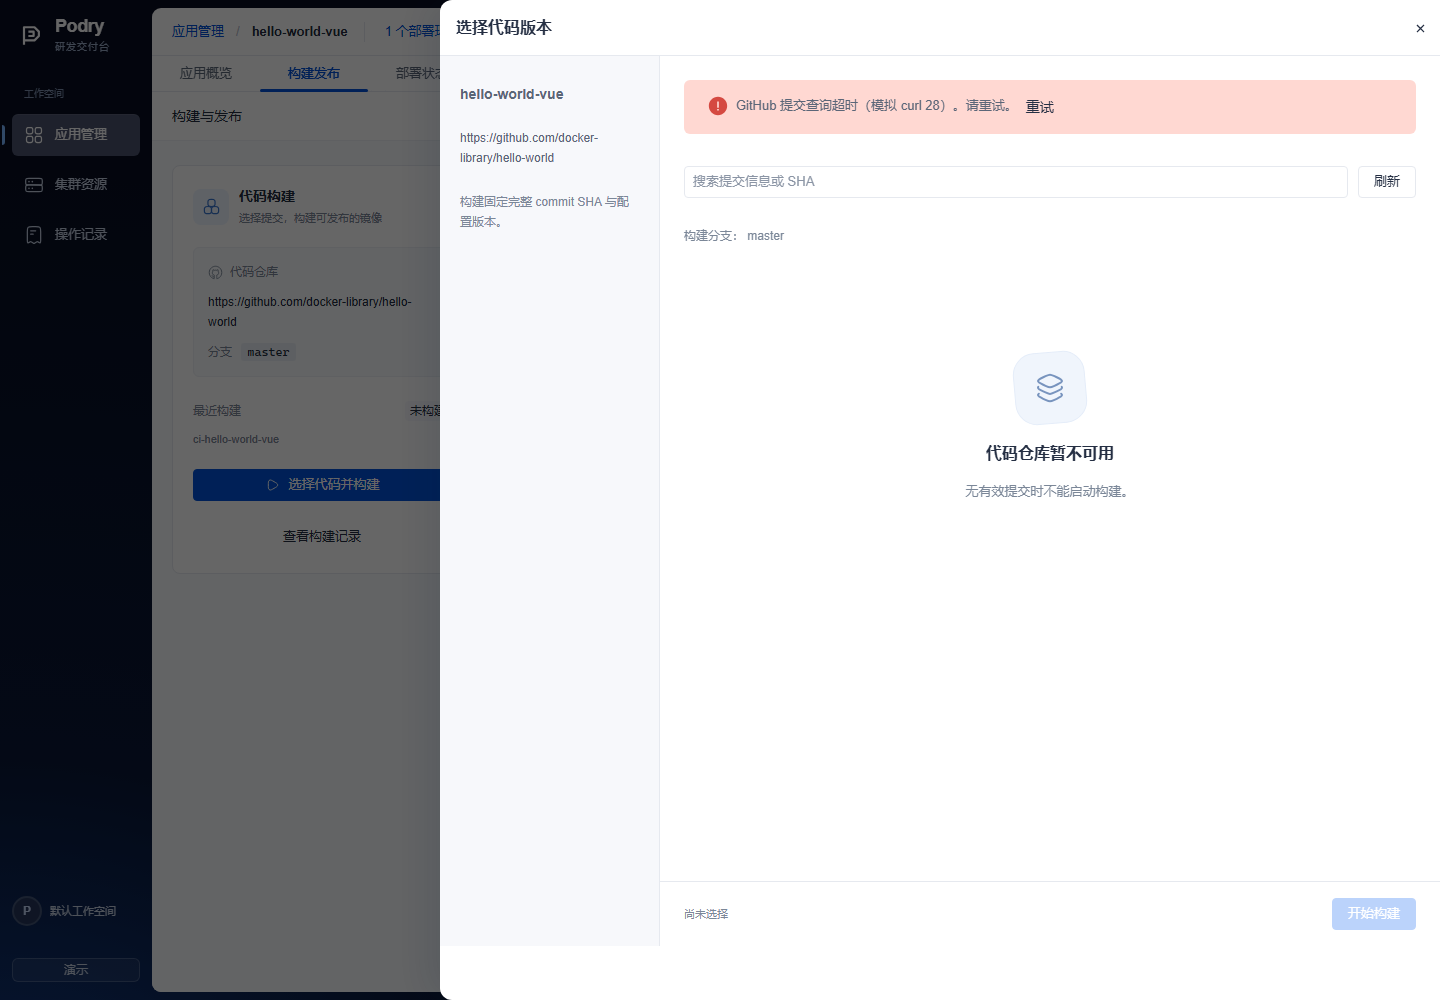 Podry
研发交付台
工作空间
应用管理
集群资源
操作记录
P 默认工作空间
演示
应用管理 / hello-world-vue 1 个部署
应用概览 构建发布 部署状
构建与发布
代码构建
选择提交，构建可发布的镜像
代码仓库
https://github.com/docker-library/hello-
world
分支 master
最近构建 未构
ci-hello-world-vue
选择代码并构建
查看构建记录
选择代码版本
hello-world-vue
https://github.com/docker-
library/hello-world
构建固定完整 commit SHA 与配
置版本。
GitHub 提交查询超时（模拟 curl 28）。请重试。 重试
搜索提交信息或 SHA 刷新
构建分支： master
代码仓库暂不可用
无有效提交时不能启动构建。
尚未选择 开始构建